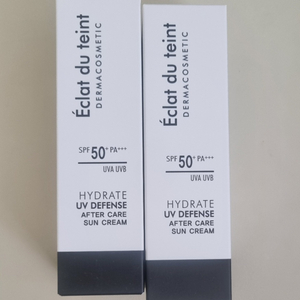 Éclat du teint
DERMACOSMETIC
SPF 50+ PA+++
UVA UVB
HYDRATE
UV DEFENSE
AFTER CARE
SUN CREAM
Éclat du teint
DERMACOSMETIC
SPF 50+ PA+++
UVA UVB
HYDRATE
UV DEFENSE
AFTER CARE
SUN CREAM